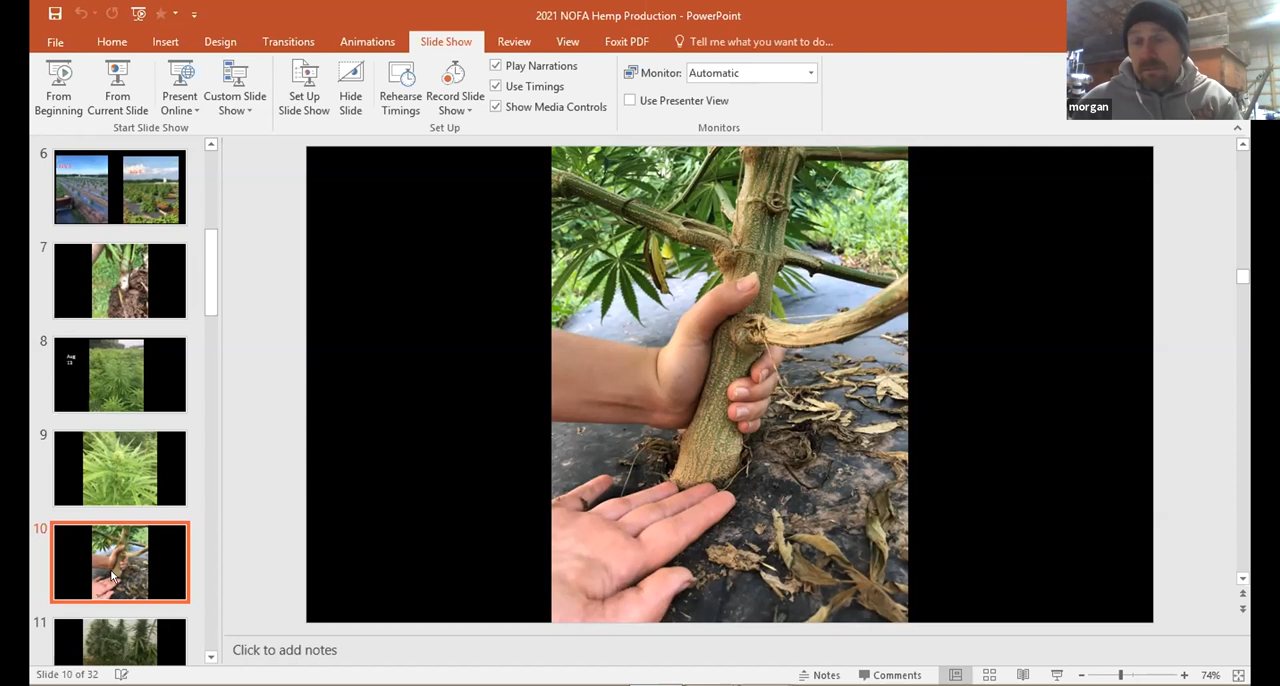 2021 NOFA Hemp Production - PowerPoint
File Home Insert Design Transitions Animations Slide Show Review View Foxit PDF Tell me what you want to do...
From Beginning
From Current Slide
Present Online
Custom Slide Show
Start Slide Show
Set Up Slide Show
Hide Slide
Rehearse Timings
Record Slide Show
Play Narrations
Use Timings
Show Media Controls
Set Up
Monitor: Automatic
Use Presenter View
Monitors
morgan
6
7
8
Aug
13
9
10
11
Click to add notes
Slide 10 of 32
Notes Comments 74%